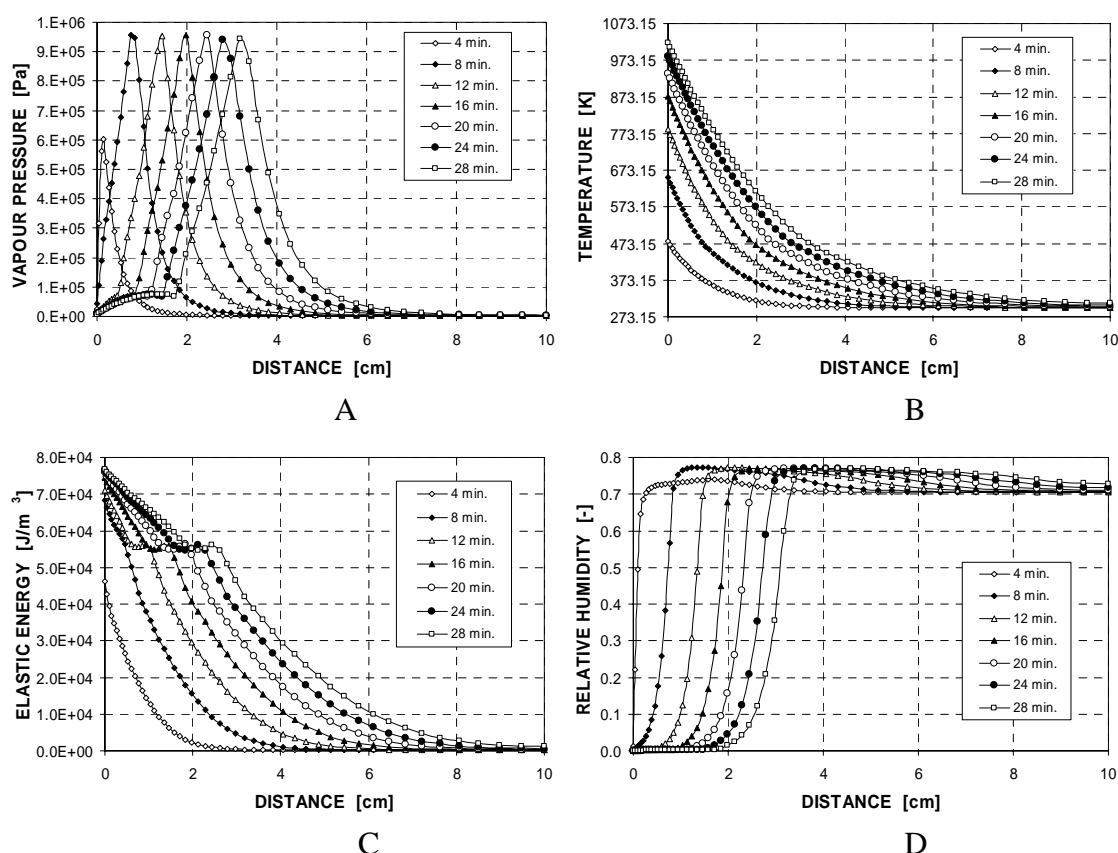 VAPOUR PRESSURE [Pa]
1.E+06
9.E+05
8.E+05
7.E+05
6.E+05
5.E+05
4.E+05
3.E+05
2.E+05
1.E+05
0.E+00
0 2 4 6 8 10
DISTANCE [cm]
4 min.
8 min.
12 min.
16 min.
20 min.
24 min.
28 min.
A
TEMPERATURE [K]
1073.15
973.15
873.15
773.15
673.15
573.15
473.15
373.15
273.15
0 2 4 6 8 10
DISTANCE [cm]
4 min.
8 min.
12 min.
16 min.
20 min.
24 min.
28 min.
B
ELASTIC ENERGY [J/m ³]
8.0E+04
7.0E+04
6.0E+04
5.0E+04
4.0E+04
3.0E+04
2.0E+04
1.0E+04
0.0E+00
0 2 4 6 8 10
DISTANCE [cm]
4 min.
8 min.
12 min.
16 min.
20 min.
24 min.
28 min.
C
RELATIVE HUMIDITY [-]
0.8
0.7
0.6
0.5
0.4
0.3
0.2
0.1
0.0
0 2 4 6 8 10
DISTANCE [cm]
4 min.
8 min.
12 min.
16 min.
20 min.
24 min.
28 min.
D